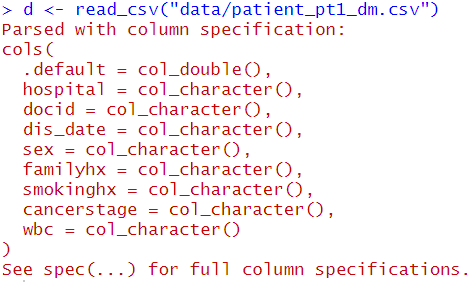 > d <- read_csv("data/patient_pt1_dm.csv")
Parsed with column specification:
cols(
  .default = col_double(),
  hospital = col_character(),
  docid = col_character(),
  dis_date = col_character(),
  sex = col_character(),
  familyhx = col_character(),
  smokinghx = col_character(),
  cancerstage = col_character(),
  wbc = col_character()
)
See spec(...) for full column specifications.